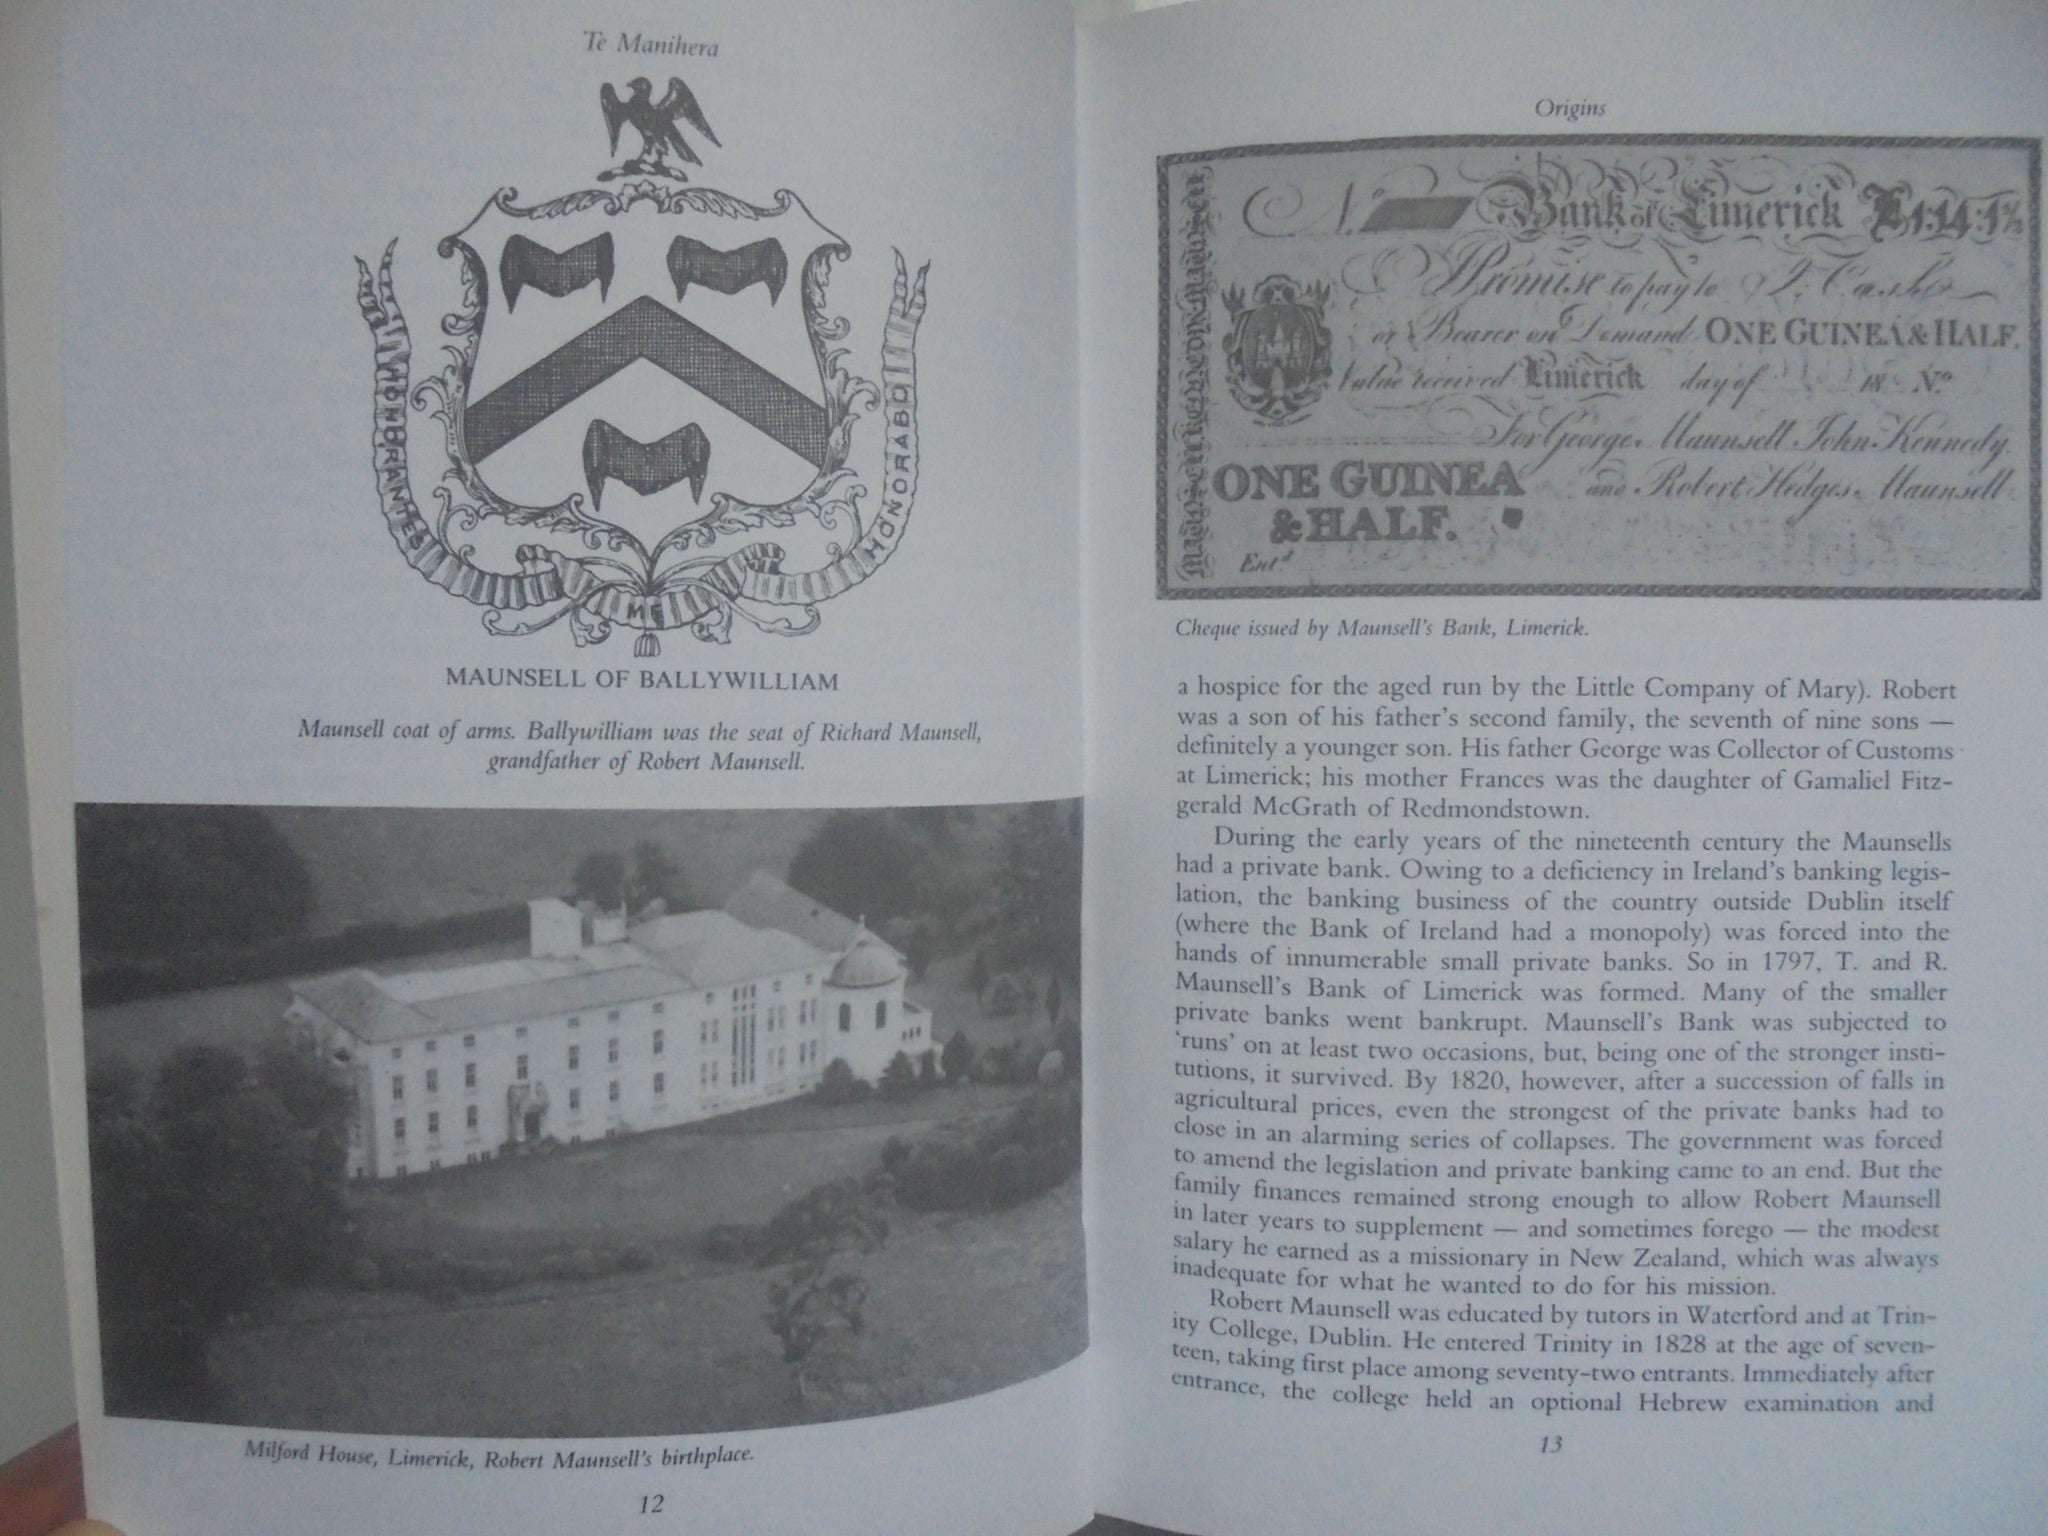 Te Manihera
HONORANTES
ME
HONORABO
MAUNSELL OF BALLYWILLIAM
Maunsell coat of arms. Ballywilliam was the seat of Richard Maunsell,
grandfather of Robert Maunsell.
Milford House, Limerick, Robert Maunsell's birthplace.
12
Origins
N.o Bank of Limerick £1:14:1½
I Promise to pay to J. Cash
or Bearer on Demand ONE GUINEA & HALF.
Value received Limerick day of 18 No
For George Maunsell John Kennedy
ONE GUINEA and Robert Hedges Maunsell.
& HALF.
Entd
Cheque issued by Maunsell's Bank, Limerick.
a hospice for the aged run by the Little Company of Mary). Robert
was a son of his father's second family, the seventh of nine sons —
definitely a younger son. His father George was Collector of Customs
at Limerick; his mother Frances was the daughter of Gamaliel Fitz-
gerald McGrath of Redmondstown.
During the early years of the nineteenth century the Maunsells
had a private bank. Owing to a deficiency in Ireland's banking legis-
lation, the banking business of the country outside Dublin itself
(where the Bank of Ireland had a monopoly) was forced into the
hands of innumerable small private banks. So in 1797, T. and R.
Maunsell's Bank of Limerick was formed. Many of the smaller
private banks went bankrupt. Maunsell's Bank was subjected to
'runs' on at least two occasions, but, being one of the stronger insti-
tutions, it survived. By 1820, however, after a succession of falls in
agricultural prices, even the strongest of the private banks had to
close in an alarming series of collapses. The government was forced
to amend the legislation and private banking came to an end. But the
family finances remained strong enough to allow Robert Maunsell
in later years to supplement — and sometimes forego — the modest
salary he earned as a missionary in New Zealand, which was always
inadequate for what he wanted to do for his mission.
Robert Maunsell was educated by tutors in Waterford and at Trin-
ity College, Dublin. He entered Trinity in 1828 at the age of seven-
teen, taking first place among seventy-two entrants. Immediately after
entrance, the college held an optional Hebrew examination and
13